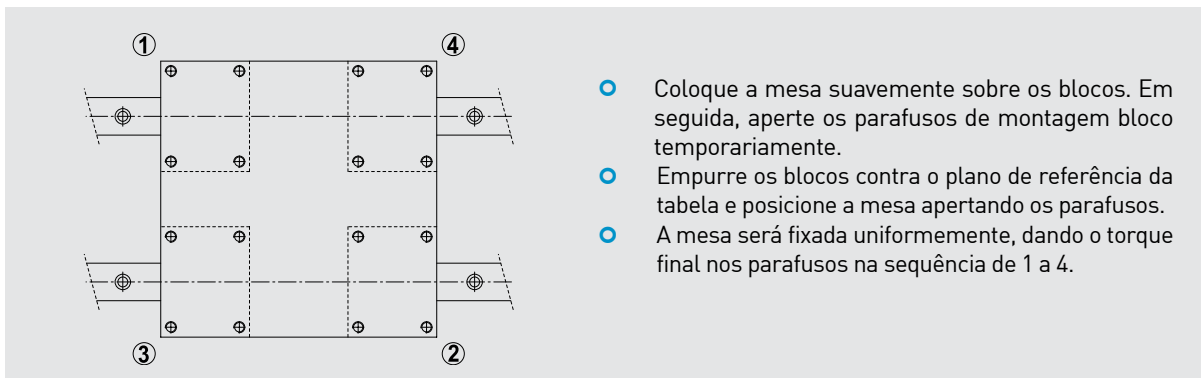 ① ④
Coloque a mesa suavemente sobre os blocos. Em
seguida, aperte os parafusos de montagem bloco
temporariamente.
Empurre os blocos contra o plano de referência da
tabela e posicione a mesa apertando os parafusos.
A mesa será fixada uniformemente, dando o torque
final nos parafusos na sequência de 1 a 4.
③ ②